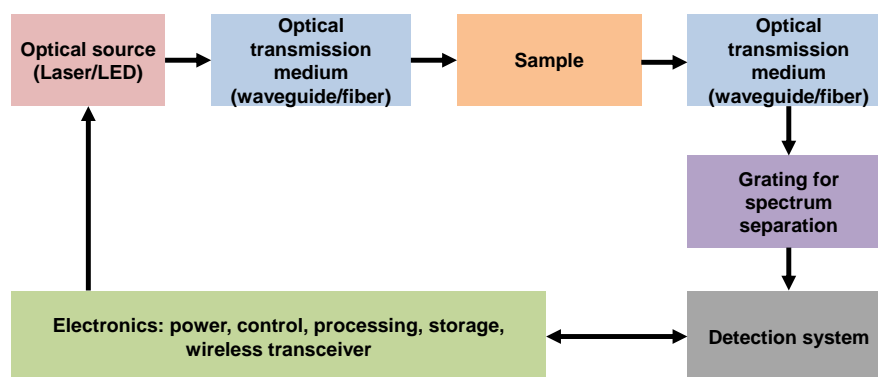 Optical source
(Laser/LED)
Optical
transmission
medium
(waveguide/fiber)
Sample
Optical
transmission
medium
(waveguide/fiber)
Grating for
spectrum
separation
Electronics: power, control, processing, storage,
wireless transceiver
Detection system